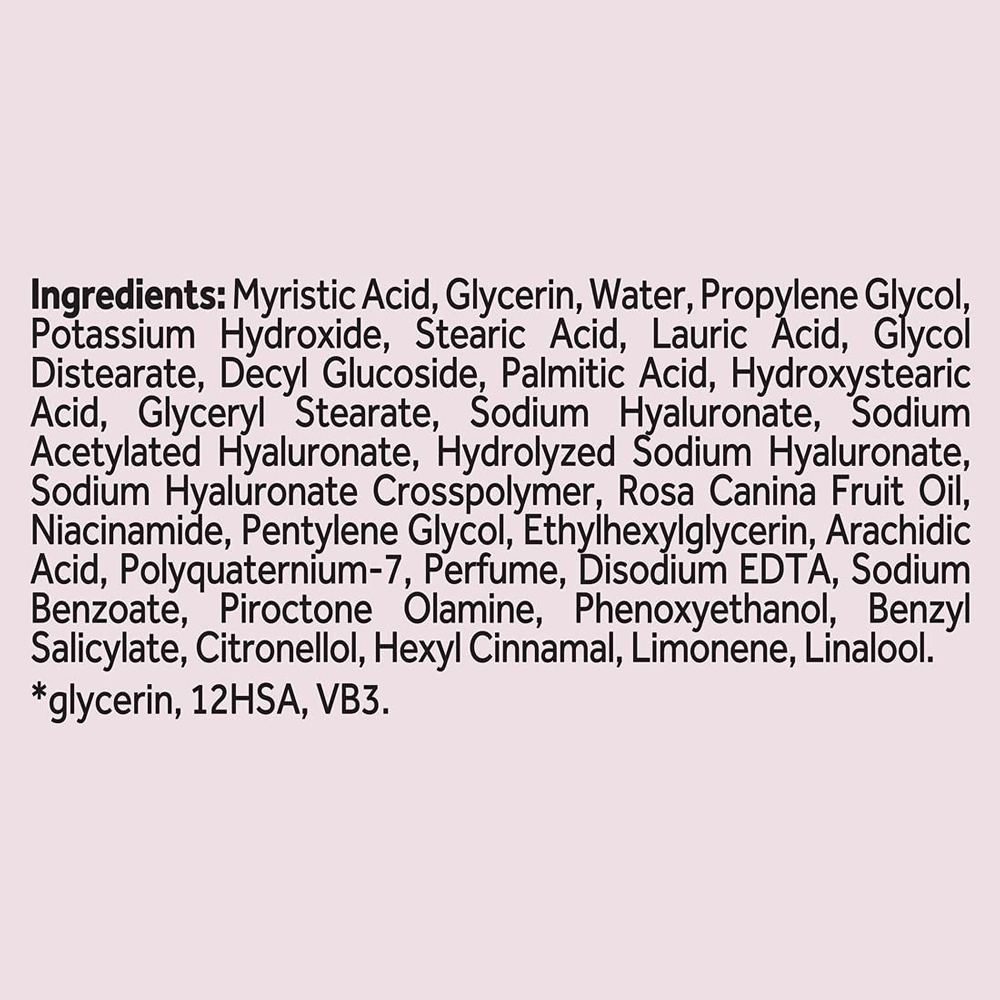 Ingredients: Myristic Acid, Glycerin, Water, Propylene Glycol,
Potassium Hydroxide, Stearic Acid, Lauric Acid, Glycol
Distearate, Decyl Glucoside, Palmitic Acid, Hydroxystearic
Acid, Glyceryl Stearate, Sodium Hyaluronate, Sodium
Acetylated Hyaluronate, Hydrolyzed Sodium Hyaluronate,
Sodium Hyaluronate Crosspolymer, Rosa Canina Fruit Oil,
Niacinamide, Pentylene Glycol, Ethylhexylglycerin, Arachidic
Acid, Polyquaternium-7, Perfume, Disodium EDTA, Sodium
Benzoate, Piroctone Olamine, Phenoxyethanol, Benzyl
Salicylate, Citronellol, Hexyl Cinnamal, Limonene, Linalool.
*glycerin, 12HSA, VB3.